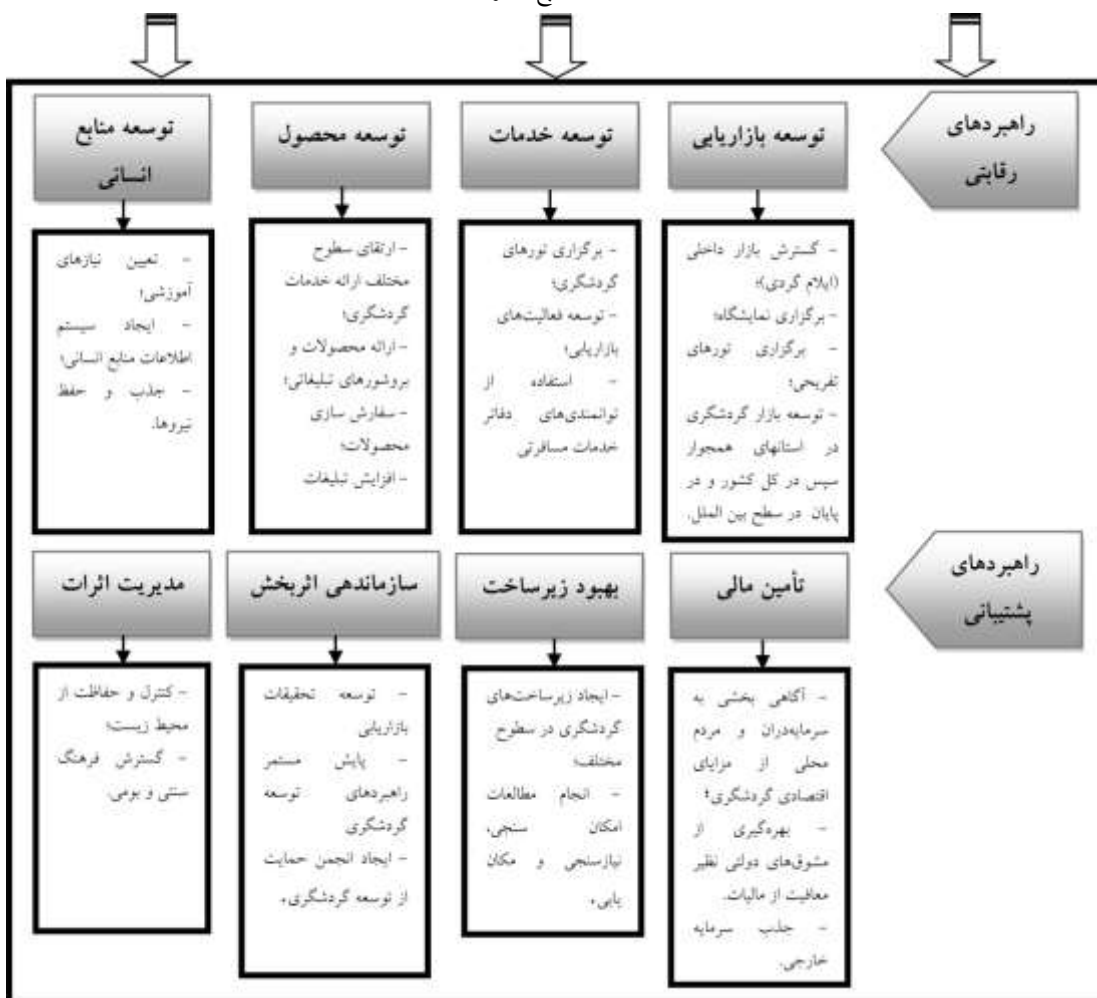 راهبردهای
رقابتی
توسعه بازاریابی
- گسترش بازار داخلی
(ایلام گردی)؛
- برگزاری نمایشگاه؛
- برگزاری تورهای
تفریحی؛
- توسعه بازار گردشگری
در استانهای همجوار
سپس در کل کشور و در
پایان در سطح بین الملل.
توسعه خدمات
- برگزاری تورهای
گردشگری؛
- توسعه فعالیت‌های
بازاریابی؛
- استفاده از
توانمندی‌های دفاتر
خدمات مسافرتی
توسعه محصول
- ارتقای سطوح
مختلف ارائه خدمات
گردشگری؛
- ارائه محصولات و
بروشورهای تبلیغاتی؛
- سفارش سازی
محصولات؛
- افزایش تبلیغات
توسعه منابع
انسانی
- تعیین نیازهای
آموزشی؛
- ایجاد سیستم
اطلاعات منابع انسانی؛
- جذب و حفظ
نیروها.
راهبردهای
پشتیبانی
تأمین مالی
- آگاهی بخشی به
سرمایه‌دران و مردم
محلی از مزایای
اقتصادی گردشگری؛
- بهره‌گیری از
مشوق‌های دولتی نظیر
معافیت از مالیات.
- جذب سرمایه
خارجی.
بهبود زیرساخت
- ایجاد زیرساخت‌های
گردشگری در سطوح
مختلف؛
- انجام مطالعات
امکان سنجی،
نیازسنجی و مکان
یابی.
سازماندهی اثربخش
- توسعه تحقیقات
بازاریابی
- پایش مستمر
راهبردهای توسعه
گردشگری
- ایجاد انجمن حمایت
از توسعه گردشگری.
مدیریت اثرات
- کنترل و حفاظت از
محیط زیست؛
- گسترش فرهنگ
سنتی و بومی.